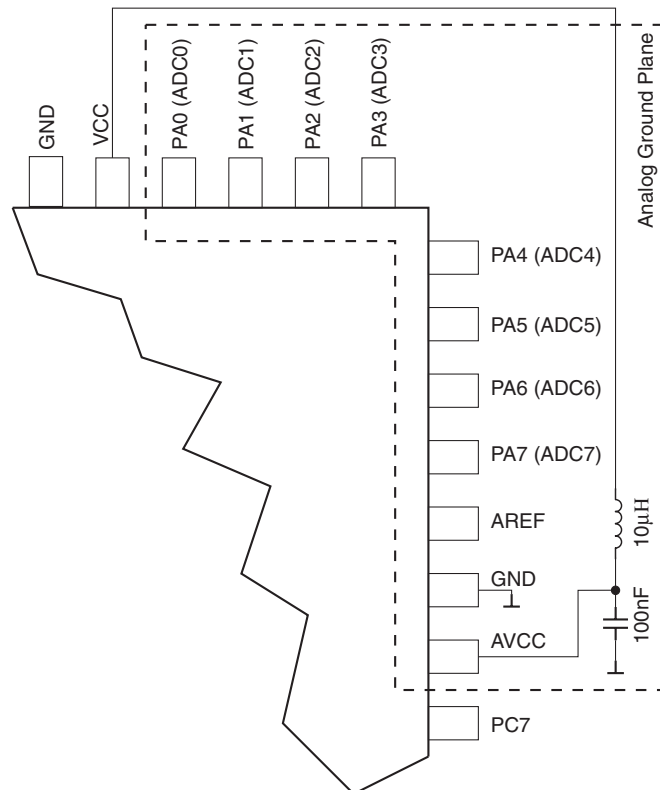 GND
VCC
PA0 (ADC0)
PA1 (ADC1)
PA2 (ADC2)
PA3 (ADC3)
Analog Ground Plane
PA4 (ADC4)
PA5 (ADC5)
PA6 (ADC6)
PA7 (ADC7)
AREF
10µH
GND
100nF
AVCC
PC7